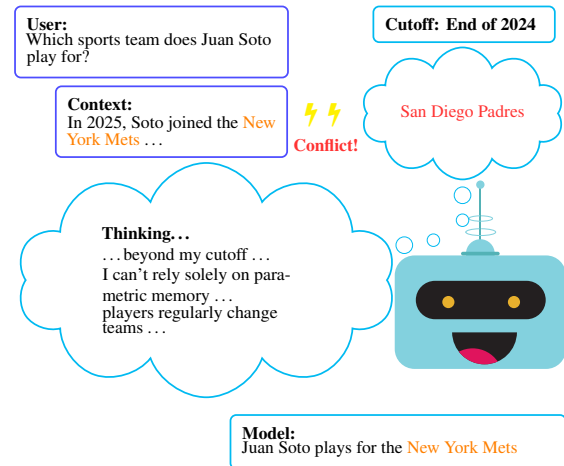 User:
Which sports team does Juan Soto
play for?
Cutoff: End of 2024
Context:
In 2025, Soto joined the New
York Mets ...
Conflict!
San Diego Padres
Thinking...
...beyond my cutoff ...
I can't rely solely on para-
metric memory ...
players regularly change
teams ...
Model:
Juan Soto plays for the New York Mets